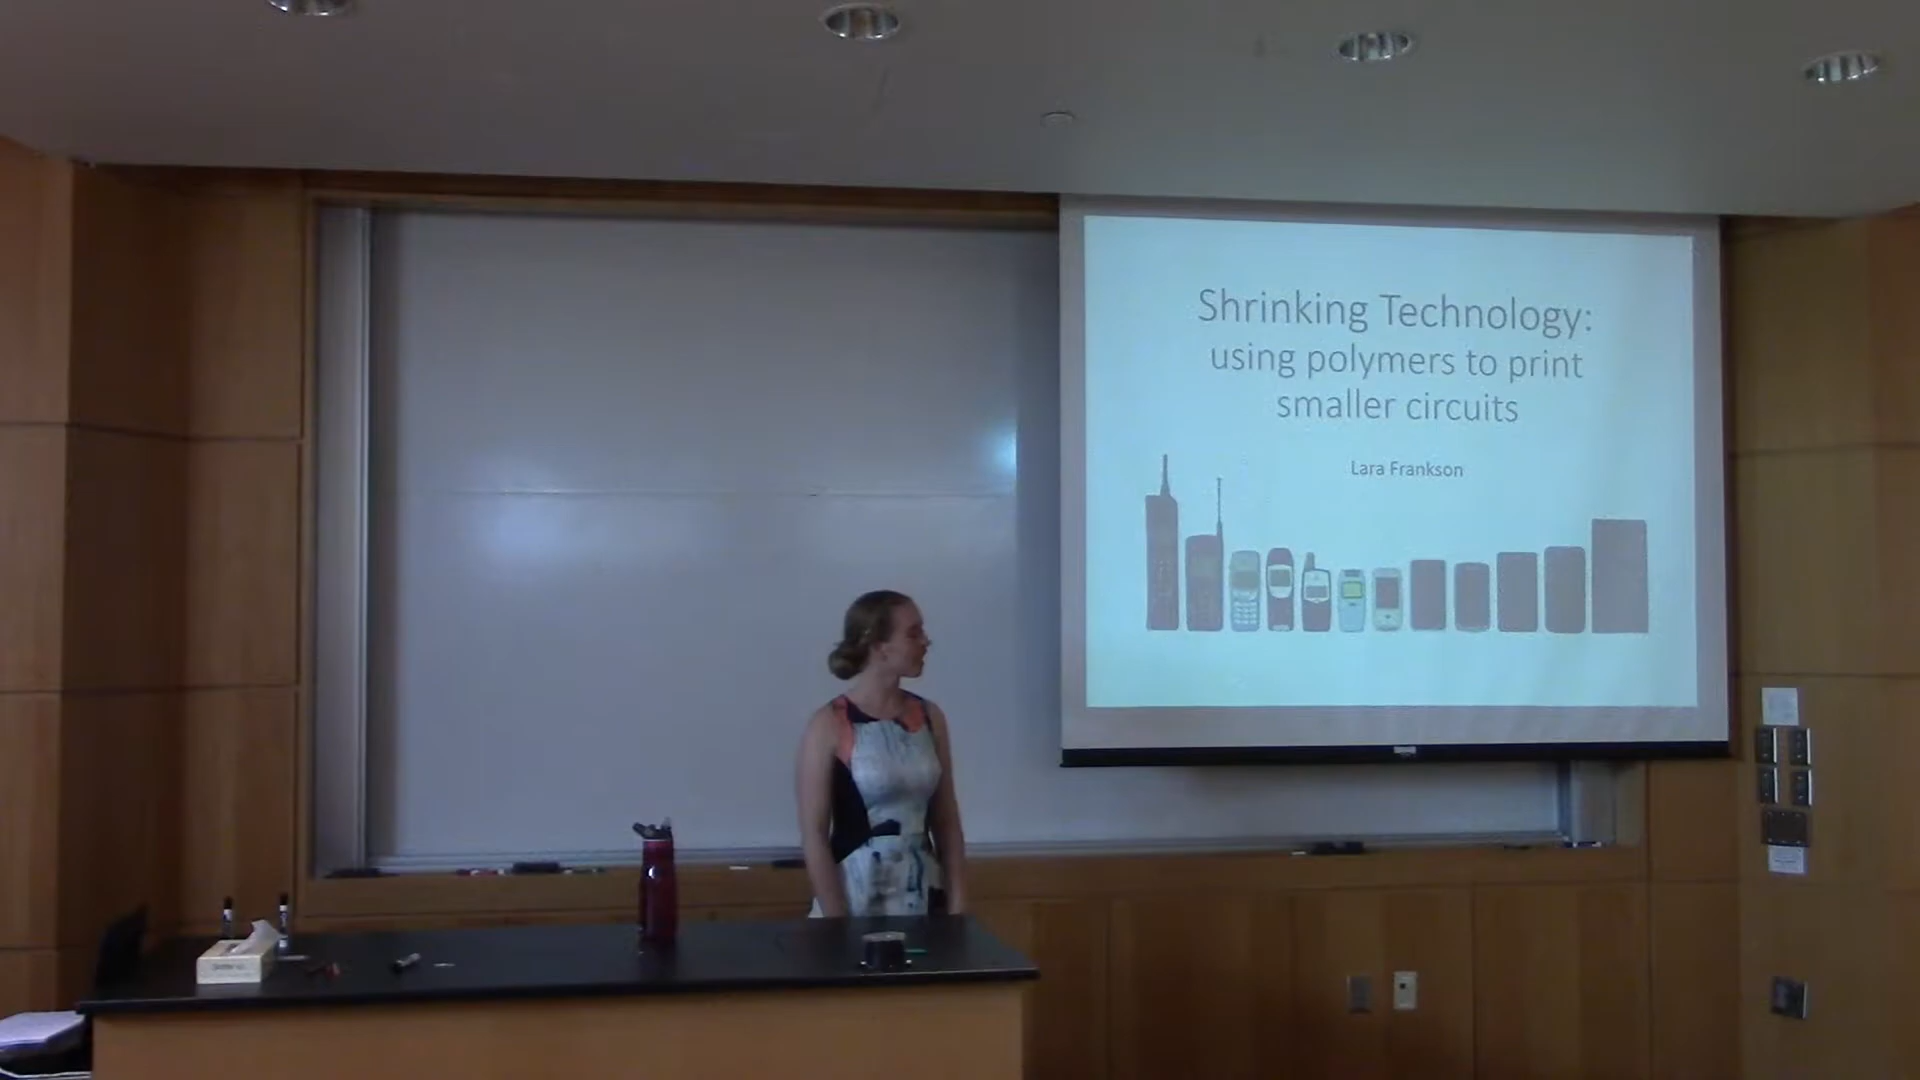 Shrinking Technology:
using polymers to print
smaller circuits
Lara Frankson